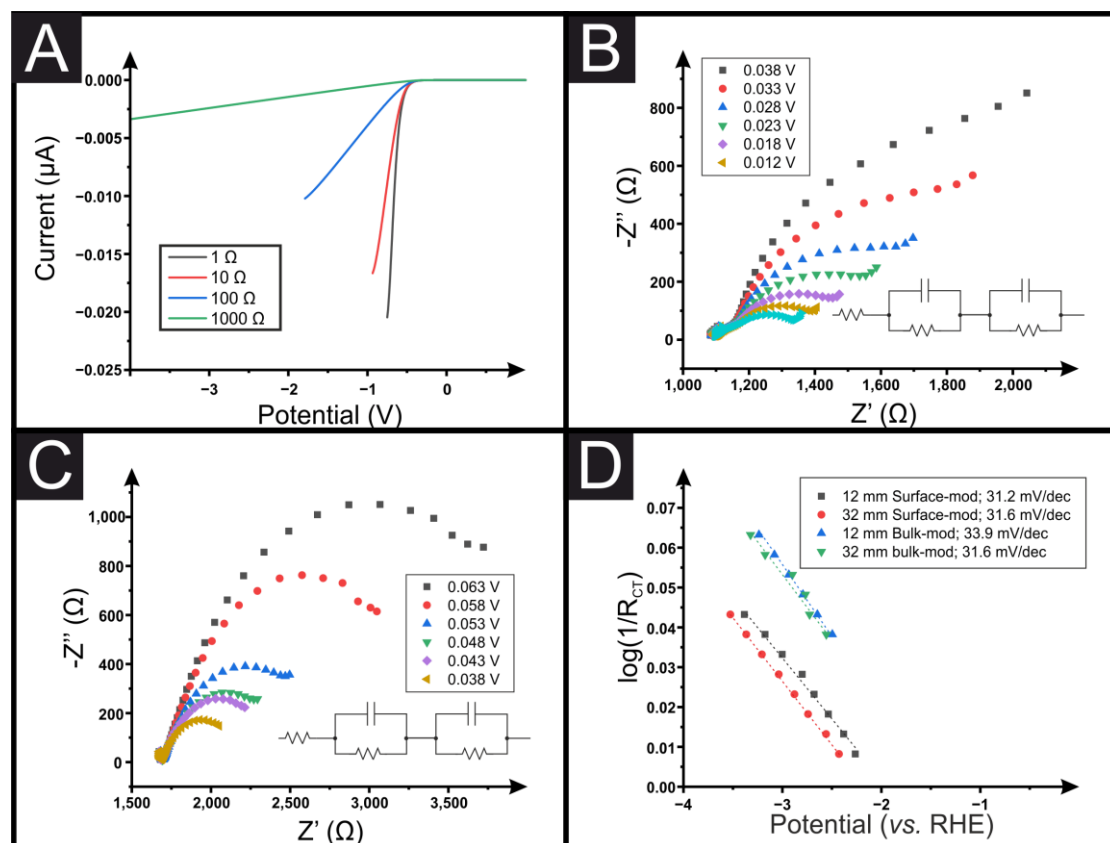 A
Current (µA)
0.000
−0.005
−0.010
−0.015
−0.020
−0.025
1 Ω
10 Ω
100 Ω
1000 Ω
−3
−2
−1
0
Potential (V)
B
-Z'' (Ω)
800
600
400
200
0
0.038 V
0.033 V
0.028 V
0.023 V
0.018 V
0.012 V
1,000
1,200
1,400
1,600
1,800
2,000
Z' (Ω)
C
-Z'' (Ω)
1,000
800
600
400
200
0
0.063 V
0.058 V
0.053 V
0.048 V
0.043 V
0.038 V
1,500
2,000
2,500
3,000
3,500
Z' (Ω)
D
log(1/RCT)
0.07
0.06
0.05
0.04
0.03
0.02
0.01
0.00
12 mm Surface-mod; 31.2 mV/dec
32 mm Surface-mod; 31.6 mV/dec
12 mm Bulk-mod; 33.9 mV/dec
32 mm bulk-mod; 31.6 mV/dec
−4
−3
−2
−1
Potential (vs. RHE)